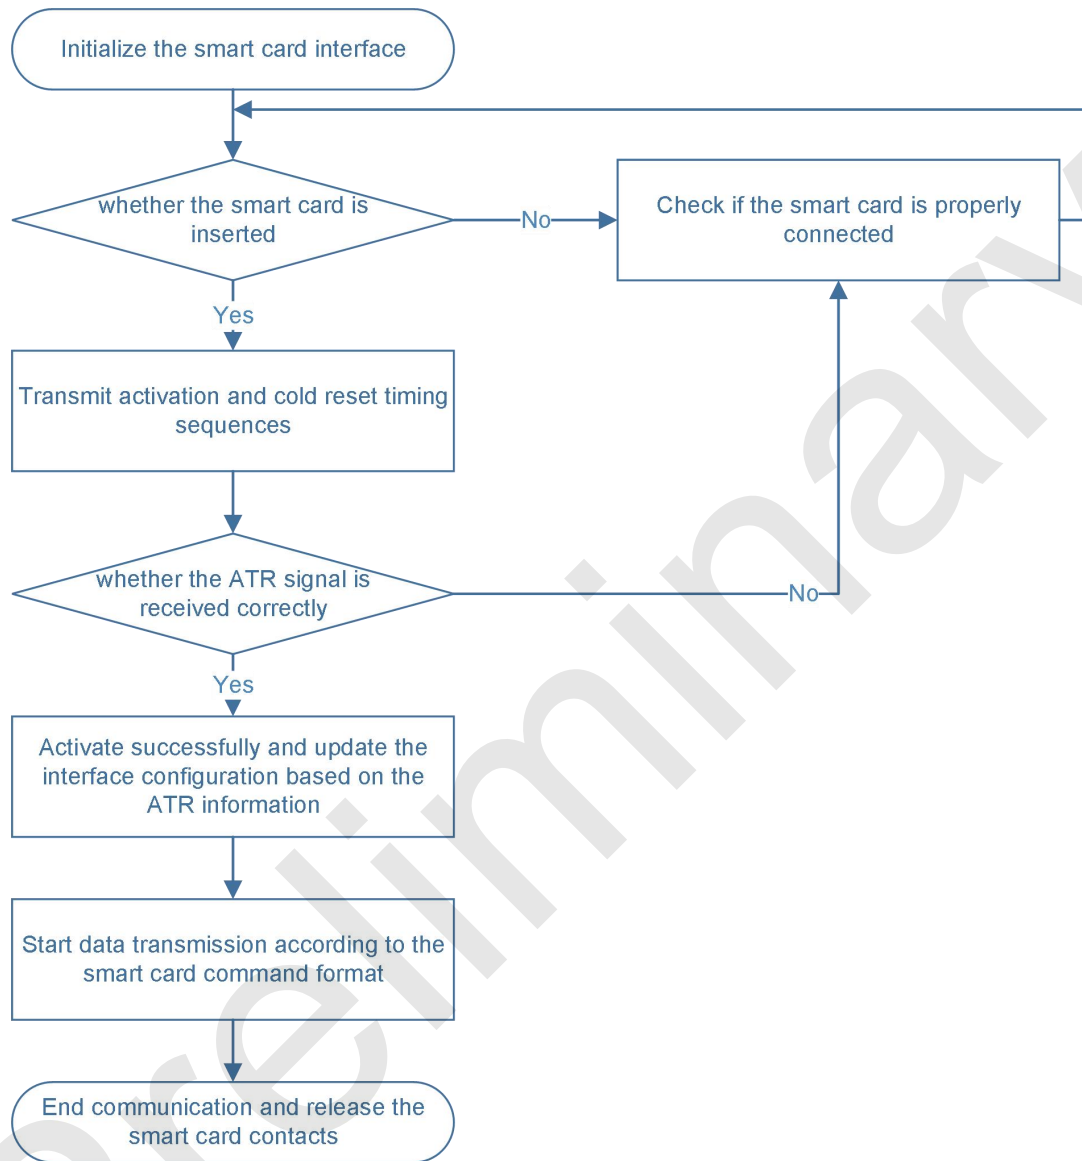 Initialize the smart card interface
whether the smart card is
inserted
No
Check if the smart card is properly
connected
Yes
Transmit activation and cold reset timing
sequences
whether the ATR signal is
received correctly
No
Yes
Activate successfully and update the
interface configuration based on the
ATR information
Start data transmission according to the
smart card command format
End communication and release the
smart card contacts
preliminary